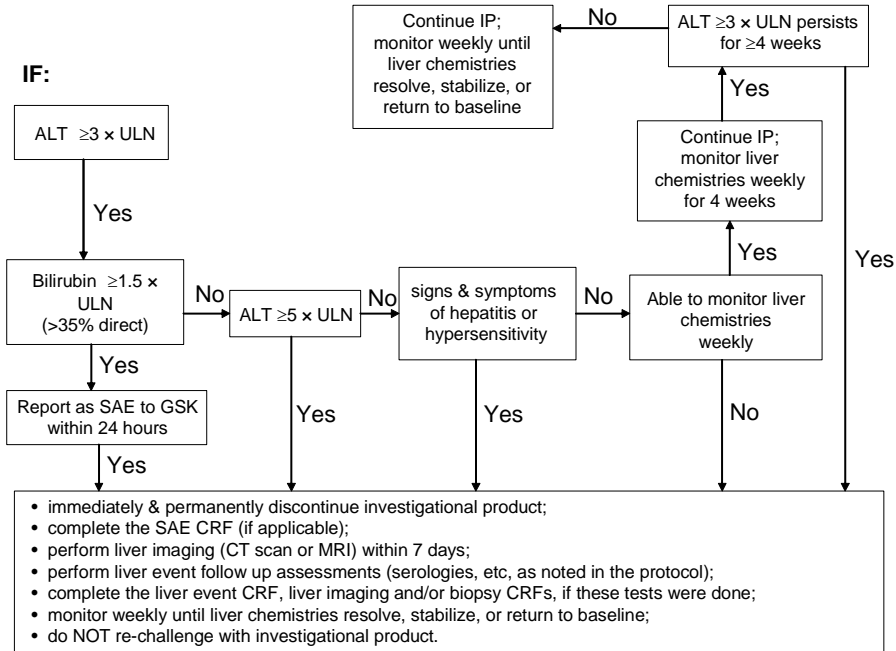 IF:
ALT ≥3 × ULN
Yes
Bilirubin ≥1.5 ×
ULN
(>35% direct)
No
Yes
Report as SAE to GSK
within 24 hours
Yes
ALT ≥5 × ULN
No
Yes
signs & symptoms
of hepatitis or
hypersensitivity
No
Yes
Able to monitor liver
chemistries
weekly
Yes
No
Continue IP;
monitor liver
chemistries weekly
for 4 weeks
Yes
ALT ≥3 × ULN persists
for ≥4 weeks
No
Yes
Continue IP;
monitor weekly until
liver chemistries
resolve, stabilize, or
return to baseline
• immediately & permanently discontinue investigational product;
• complete the SAE CRF (if applicable);
• perform liver imaging (CT scan or MRI) within 7 days;
• perform liver event follow up assessments (serologies, etc, as noted in the protocol);
• complete the liver event CRF, liver imaging and/or biopsy CRFs, if these tests were done;
• monitor weekly until liver chemistries resolve, stabilize, or return to baseline;
• do NOT re-challenge with investigational product.